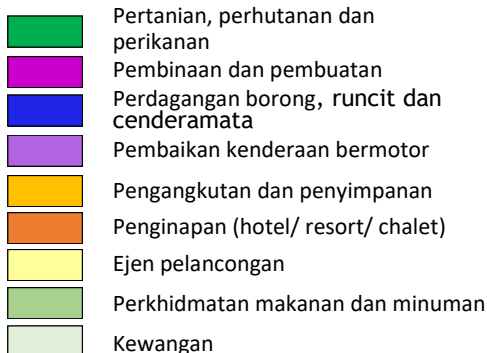 Pertanian, perhutanan dan
perikanan
Pembinaan dan pembuatan
Perdagangan borong, runcit dan
cenderamata
Pembaikan kenderaan bermotor
Pengangkutan dan penyimpanan
Penginapan (hotel/ resort/ chalet)
Ejen pelancongan
Perkhidmatan makanan dan minuman
Kewangan